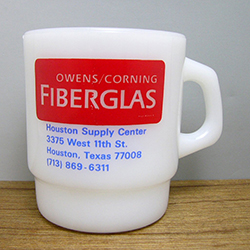 OWENS/CORNING
FIBERGLAS
Houston Supply Center
3375 West 11th St.
Houston, Texas 77008
(713) 869-6311